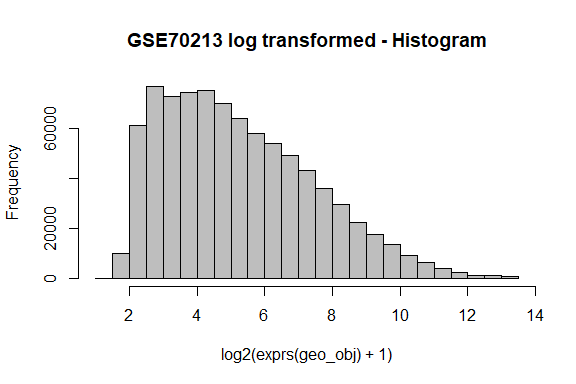 GSE70213 log transformed - Histogram
Frequency
60000
20000
0
2 4 6 8 10 12 14
log2(exprs(geo_obj) + 1)